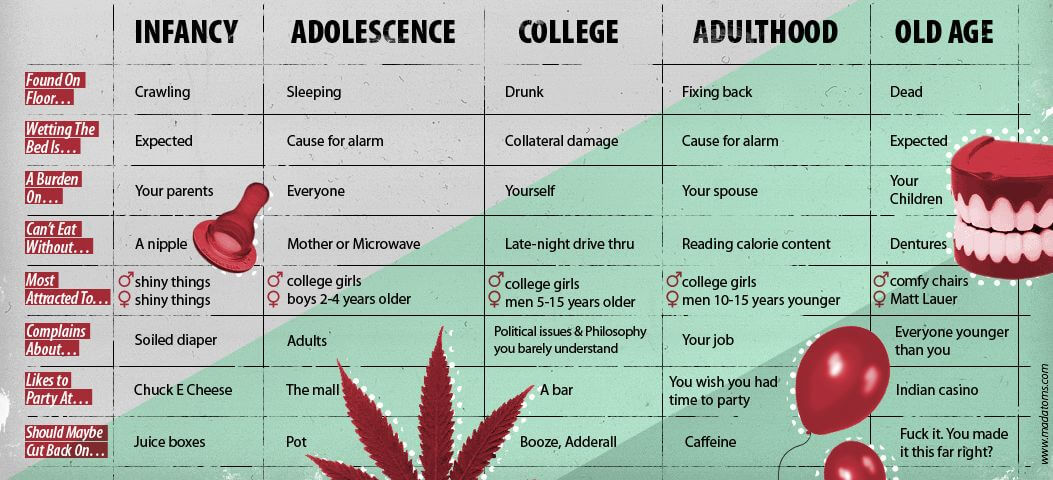 INFANCY ADOLESCENCE COLLEGE ADULTHOOD OLD AGE
Found On
Floor...
Crawling
Sleeping
Drunk
Fixing back
Dead
Wetting The
Bed Is...
Expected
Cause for alarm
Collateral damage
Cause for alarm
Expected
A Burden
On...
Your parents
Everyone
Yourself
Your spouse
Your
Children
Can't Eat
Without...
A nipple
Mother or Microwave
Late-night drive thru
Reading calorie content
Dentures
Most
Attracted To...
♂ shiny things
♀ shiny things
♂ college girls
♀ boys 2-4 years older
♂ college girls
♀ men 5-15 years older
♂ college girls
♀ men 10-15 years younger
♂ comfy chairs
♀ Matt Lauer
Complains
About...
Soiled diaper
Adults
Political issues & Philosophy
you barely understand
Your job
Everyone younger
than you
Likes to
Party At...
Chuck E Cheese
The mall
A bar
You wish you had
time to party
Indian casino
Should Maybe
Cut Back On...
Juice boxes
Pot
Booze, Adderall
Caffeine
Fuck it. You made
it this far right?
www.madatoms.com